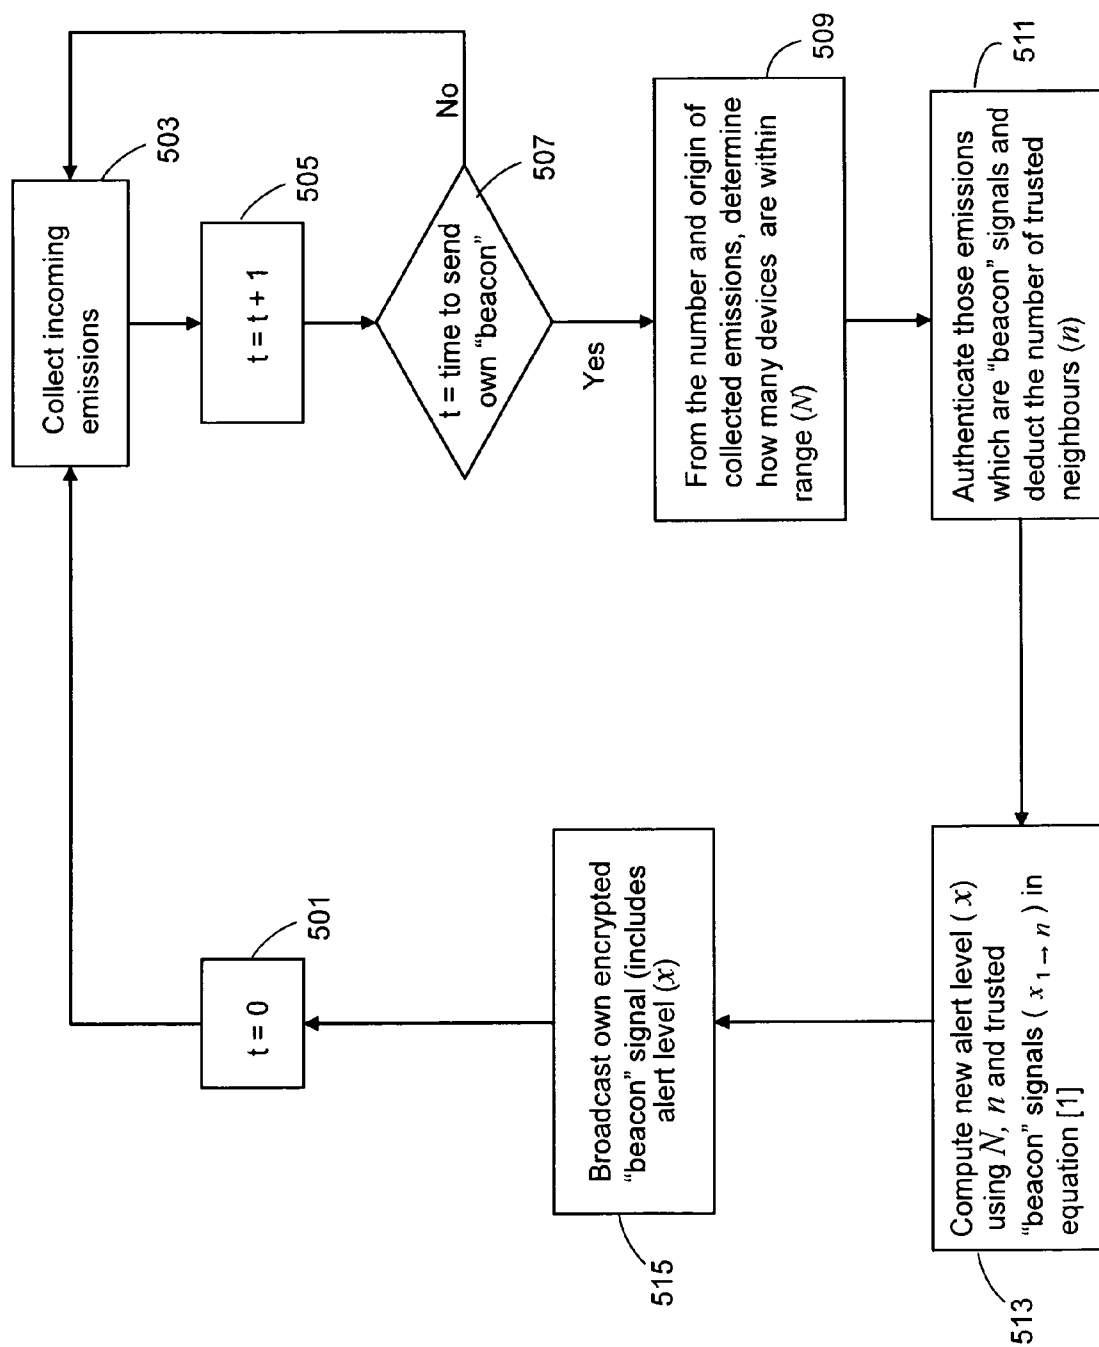 t = 0
501
Collect incoming
emissions
503
t = t + 1
505
t = time to send
own “beacon”
507
No
Yes
From the number and origin of
collected emissions, determine
how many devices are within
range (N)
509
Authenticate those emissions
which are “beacon” signals and
deduct the number of trusted
neighbours (n)
511
Compute new alert level ( x )
using N, n and trusted
“beacon” signals ( x 1 → n ) in
equation [1]
513
Broadcast own encrypted
“beacon” signal (includes
alert level (x)
515